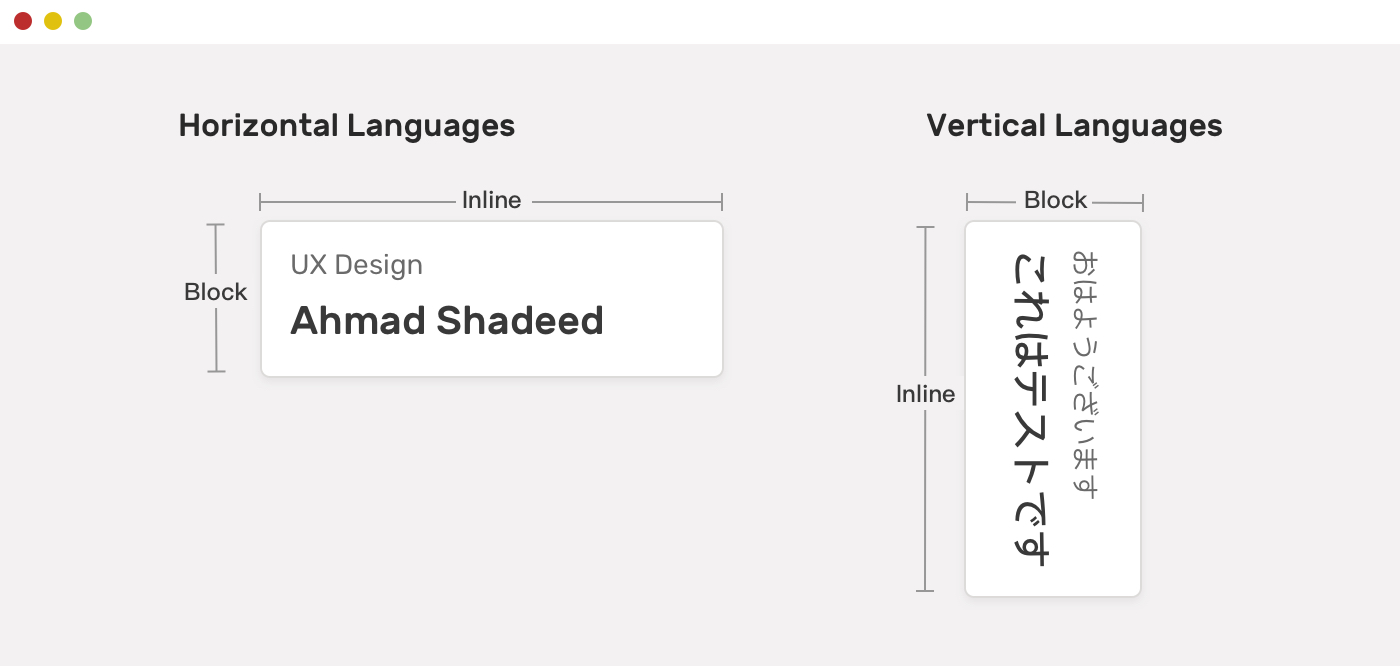 Horizontal Languages
Inline
Block
UX Design
Ahmad Shadeed
Vertical Languages
Block
Inline
おはようございます
これはテストです